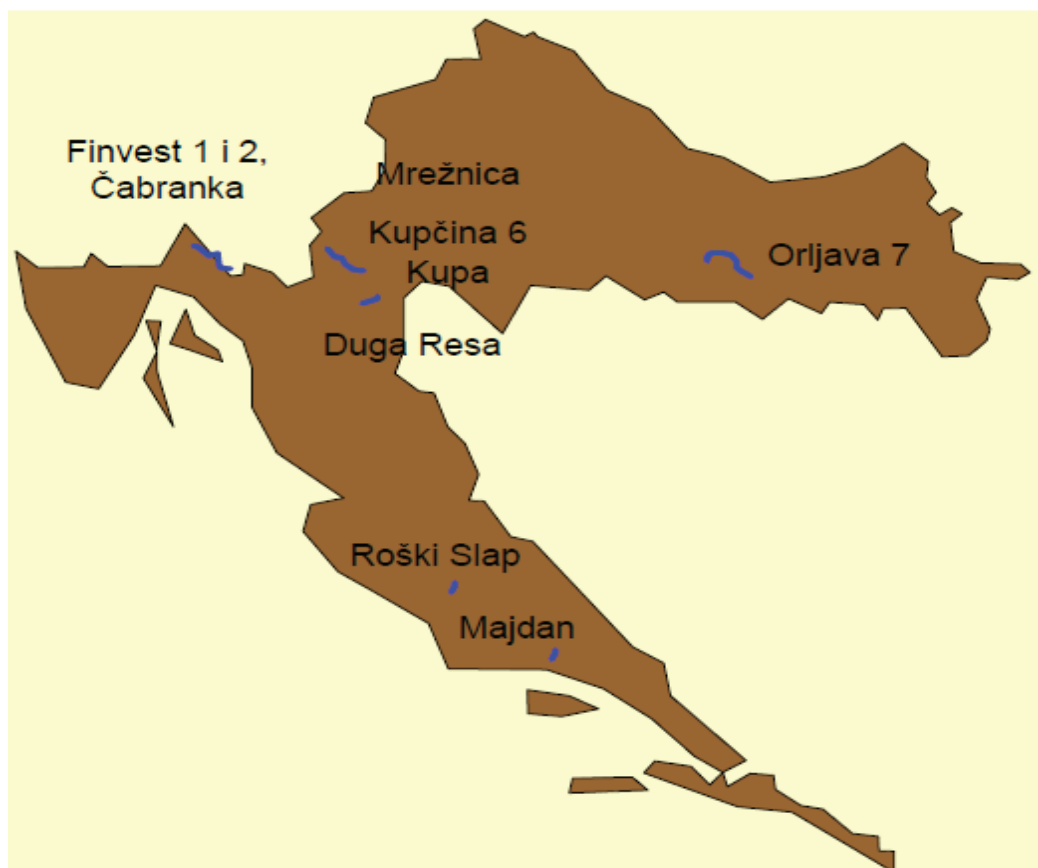 Finvest 1 i 2,
Čabranka
Mrežnica
Kupčina 6
Kupa
Orljava 7
Duga Resa
Roški Slap
Majdan